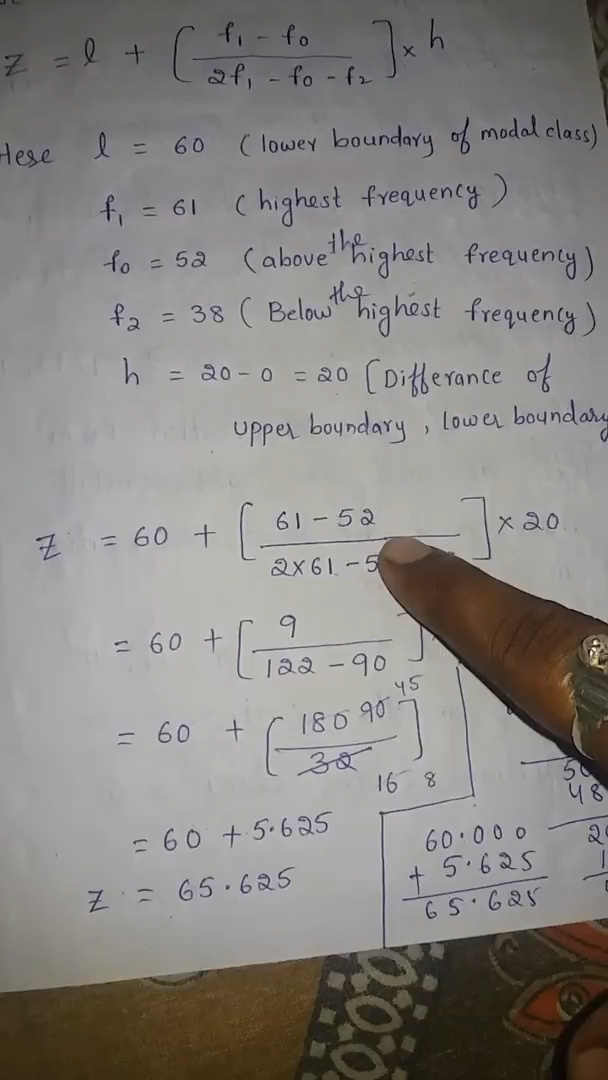 Z = l + [ f₁ - f₀ / 2f₁ - f₀ - f₂ ] × h
Here l = 60 (lower boundary of modal class)
f₁ = 61 (highest frequency)
f₀ = 52 (above the highest frequency)
f₂ = 38 (Below the highest frequency)
h = 20 - 0 = 20 [Differance of
upper boundary, lower boundary
Z = 60 + [ 61 - 52 / 2×61 - 5 ] × 20
= 60 + [ 9 / 122 - 90 ]
= 60 + [ 180 90 45 / 32 16 8 ]
= 60 + 5.625
Z = 65.625
60.000
+ 5.625
65.625
48